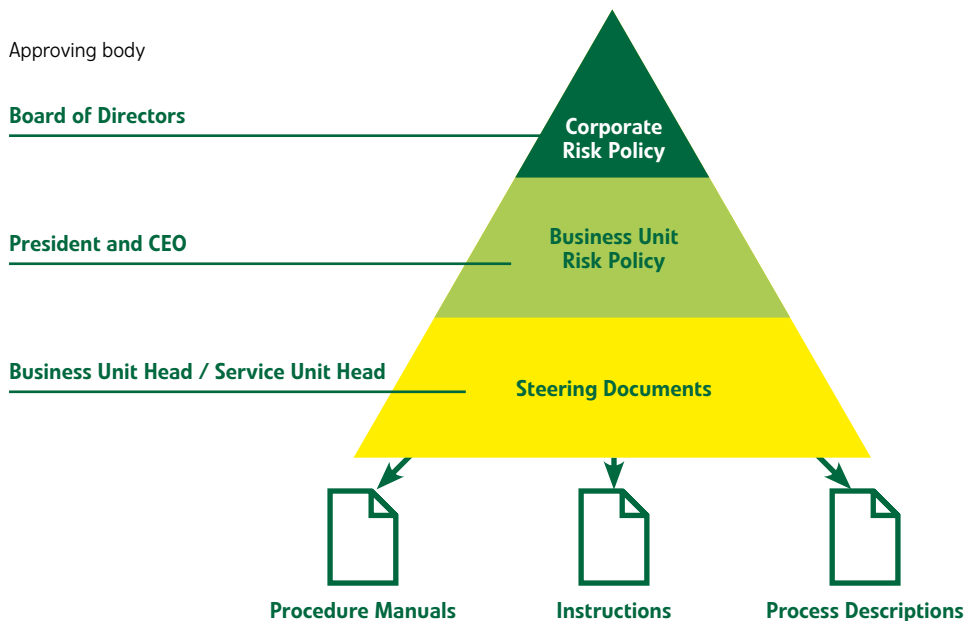 Approving body
Board of Directors
Corporate
Risk Policy
President and CEO
Business Unit
Risk Policy
Business Unit Head / Service Unit Head
Steering Documents
Procedure Manuals
Instructions
Process Descriptions